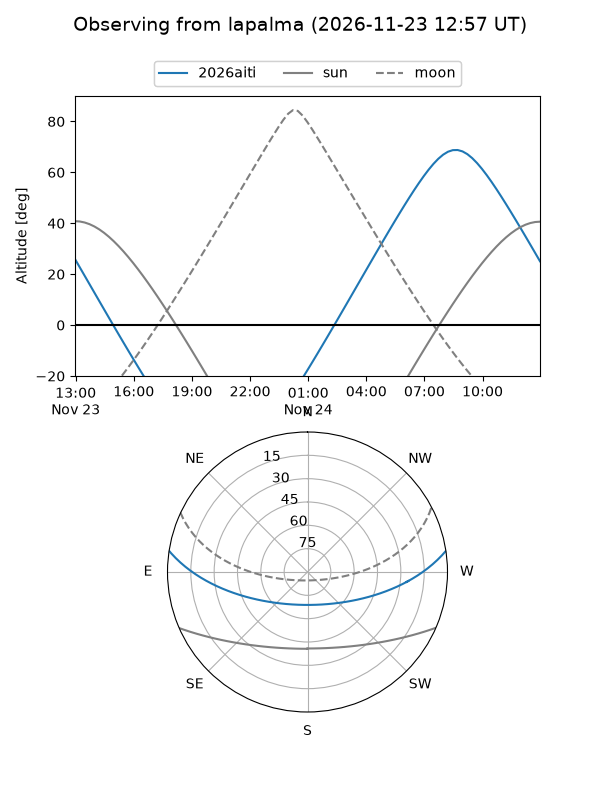 Observing from lapalma (2026-11-23 12:57 UT)
2026aiti sun moon
Altitude [deg]
80
60
40
20
0
−20
13:00 16:00 19:00 22:00 01:00 04:00 07:00 10:00
Nov 23 Nov 24
N
NE NW
15
30
45
60
75
E W
SE SW
S